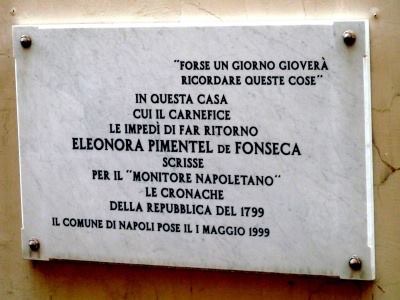 "FORSE UN GIORNO GIOVERÀ
RICORDARE QUESTE COSE"
IN QUESTA CASA
CUI IL CARNEFICE
LE IMPEDÌ DI FAR RITORNO
ELEONORA PIMENTEL DE FONSECA
SCRISSE
PER IL "MONITORE NAPOLETANO"
LE CRONACHE
DELLA REPUBBLICA DEL 1799
IL COMUNE DI NAPOLI POSE IL 1 MAGGIO 1999